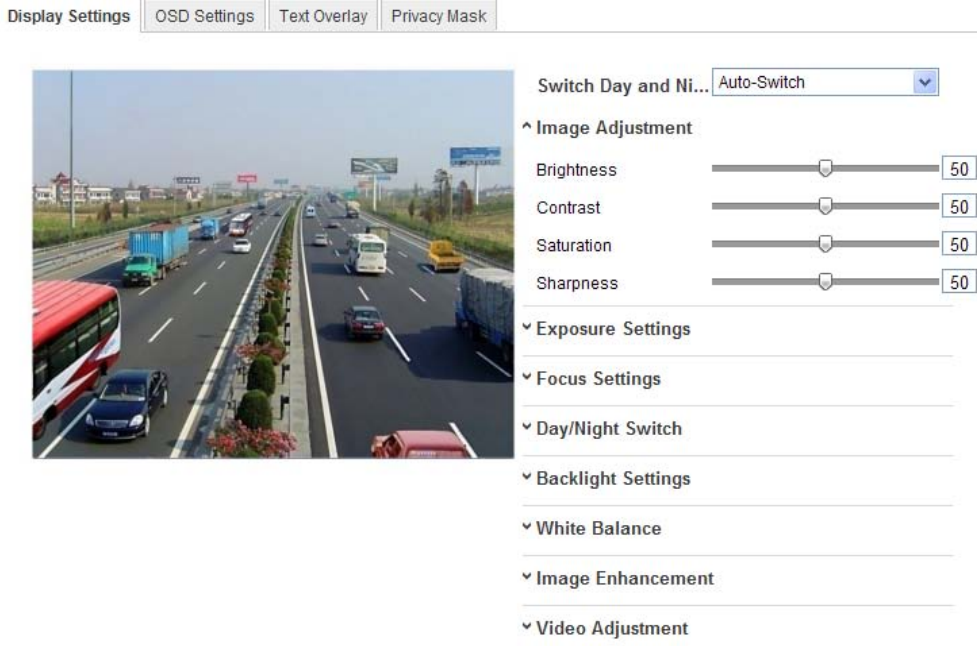 Display Settings
OSD Settings
Text Overlay
Privacy Mask
Switch Day and Ni... Auto-Switch
Image Adjustment
Brightness 50
Contrast 50
Saturation 50
Sharpness 50
Exposure Settings
Focus Settings
Day/Night Switch
Backlight Settings
White Balance
Image Enhancement
Video Adjustment